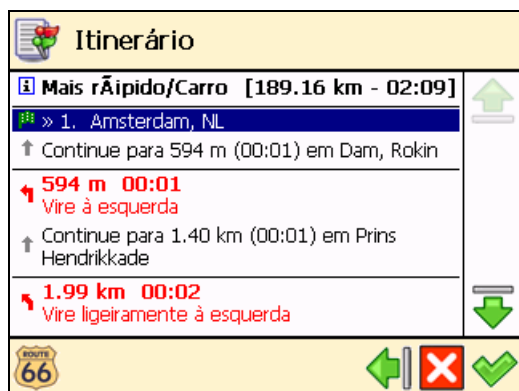 Itinerário
Mais rÃipido/Carro [189.16 km - 02:09]
» 1. Amsterdam, NL
Continue para 594 m (00:01) em Dam, Rokin
594 m 00:01
Vire à esquerda
Continue para 1.40 km (00:01) em Prins
Hendrikkade
1.99 km 00:02
Vire ligeiramente à esquerda
ROUTE
66